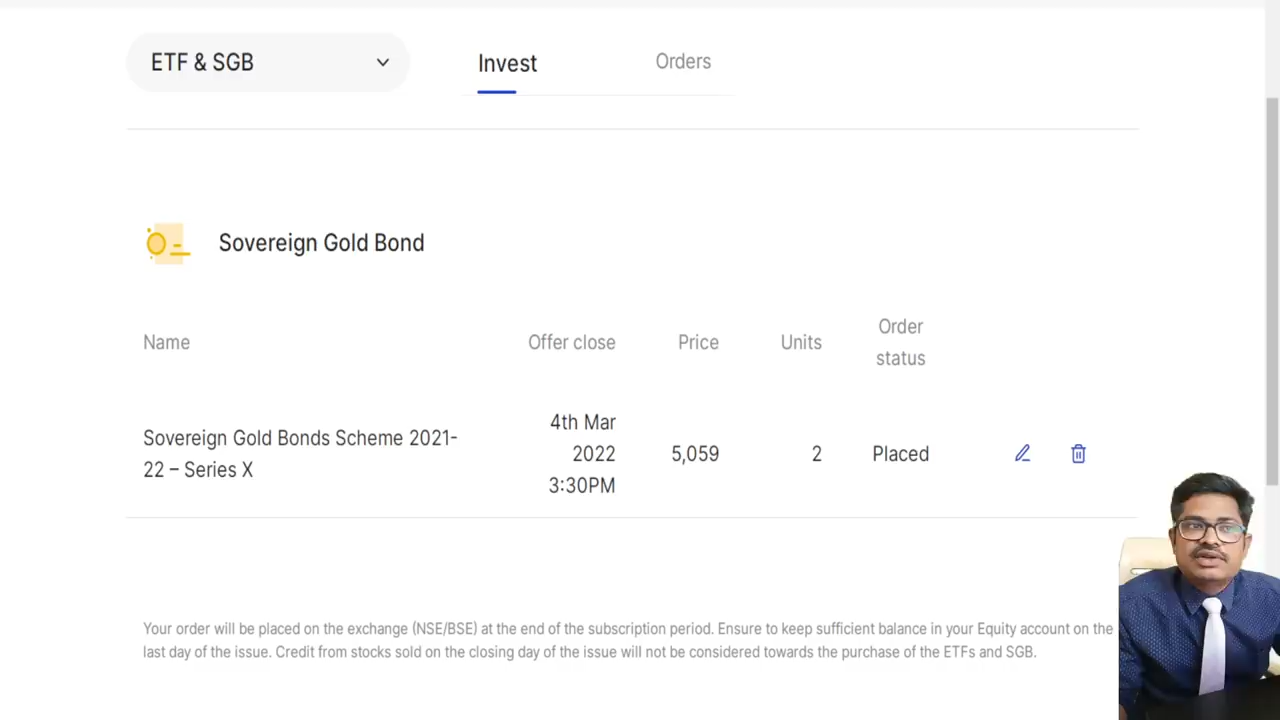 ETF & SGB
Invest
Orders
Sovereign Gold Bond
Name
Offer close
Price
Units
Order
status
Sovereign Gold Bonds Scheme 2021-
22 – Series X
4th Mar
2022
3:30PM
5,059
2
Placed
Your order will be placed on the exchange (NSE/BSE) at the end of the subscription period. Ensure to keep sufficient balance in your Equity account on the
last day of the issue. Credit from stocks sold on the closing day of the issue will not be considered towards the purchase of the ETFs and SGB.